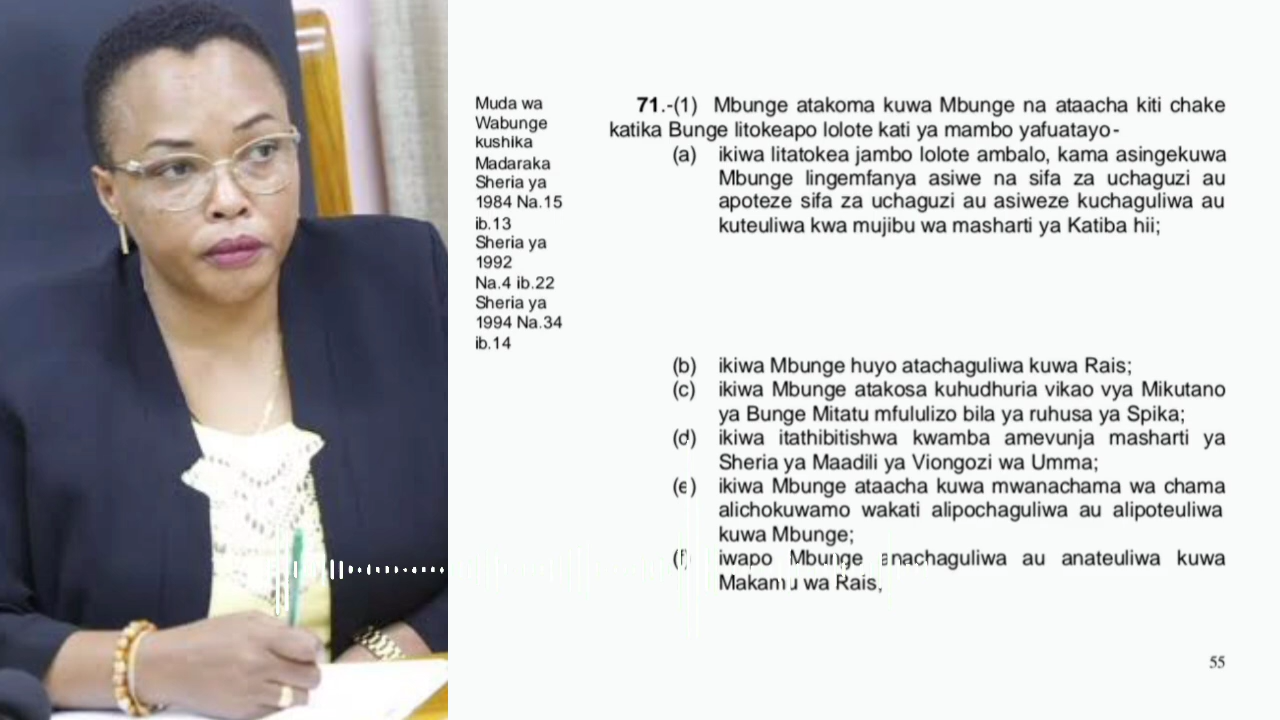 Muda wa
Wabunge
kushika
Madaraka
Sheria ya
1984 Na.15
ib.13
Sheria ya
1992
Na.4 ib.22
Sheria ya
1994 Na.34
ib.14
71.-(1) Mbunge atakoma kuwa Mbunge na ataacha kiti chake
katika Bunge litokeapo lolote kati ya mambo yafuatayo-
(a) ikiwa litatokea jambo lolote ambalo, kama asingekuwa
Mbunge lingemfanya asiwe na sifa za uchaguzi au
apoteze sifa za uchaguzi au asiweze kuchaguliwa au
kuteuliwa kwa mujibu wa masharti ya Katiba hii;
(b) ikiwa Mbunge huyo atachaguliwa kuwa Rais;
(c) ikiwa Mbunge atakosa kuhudhuria vikao vya Mikutano
ya Bunge Mitatu mfululizo bila ya ruhusa ya Spika;
(d) ikiwa itathibitishwa kwamba amevunja masharti ya
Sheria ya Maadili ya Viongozi wa Umma;
(e) ikiwa Mbunge ataacha kuwa mwanachama wa chama
alichokuwamo wakati alipochaguliwa au alipoteuliwa
kuwa Mbunge;
(f) iwapo Mbunge anachaguliwa au anateuliwa kuwa
Makamu wa Rais,
55